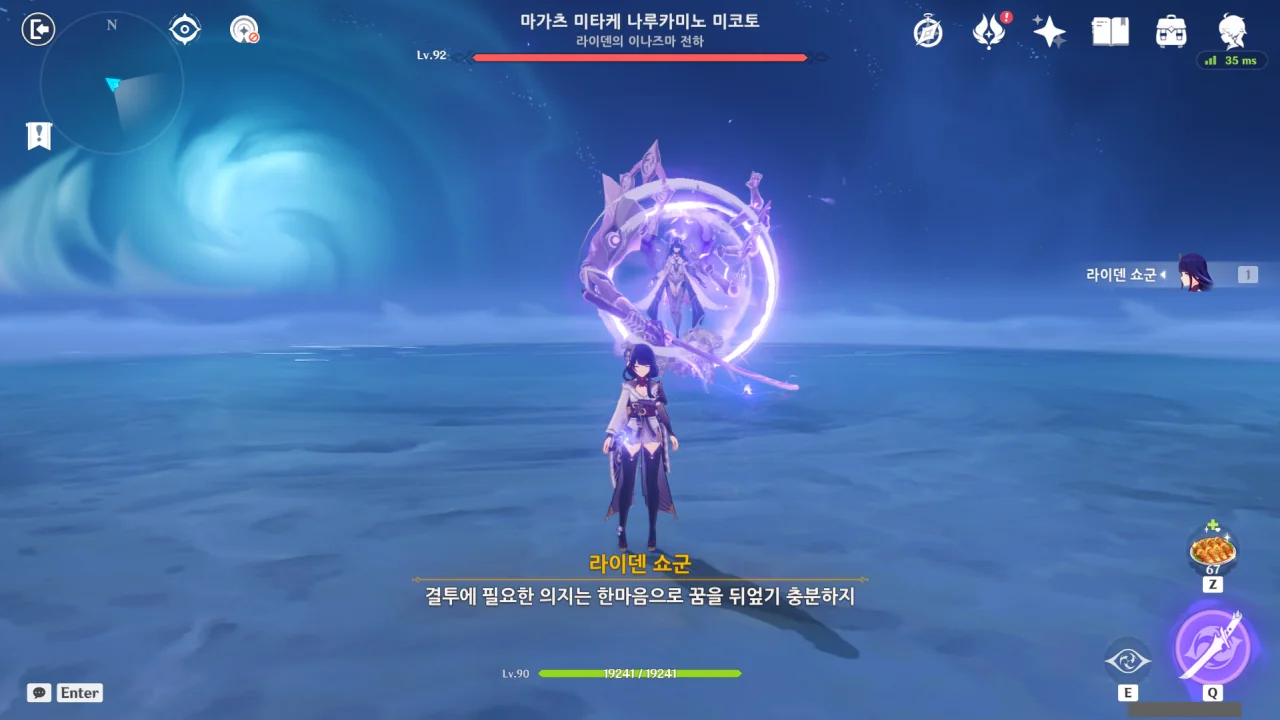 N
마가츠 미타케 나루카미노 미코토
라이덴의 이나즈마 전하
Lv.92
35 ms
라이덴 쇼군
1
라이덴 쇼군
결투에 필요한 의지는 한마음으로 꿈을 뒤엎기 충분하지
67
Z
Lv.90
19241 / 19241
E
Q
Enter